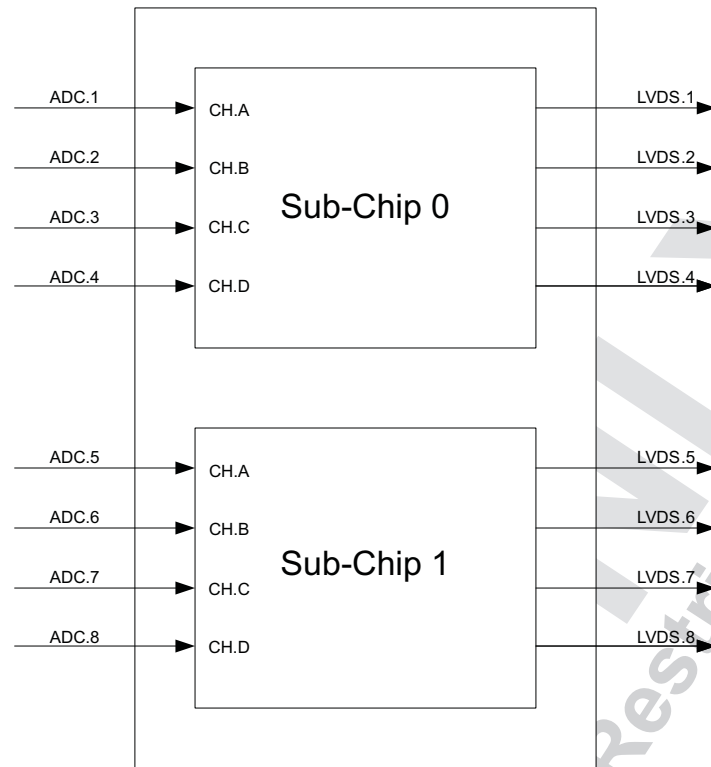 ADC.1
CH.A
LVDS.1
ADC.2
CH.B
LVDS.2
ADC.3
CH.C
Sub-Chip 0
LVDS.3
ADC.4
CH.D
LVDS.4
ADC.5
CH.A
LVDS.5
ADC.6
CH.B
LVDS.6
ADC.7
CH.C
Sub-Chip 1
LVDS.7
ADC.8
CH.D
LVDS.8